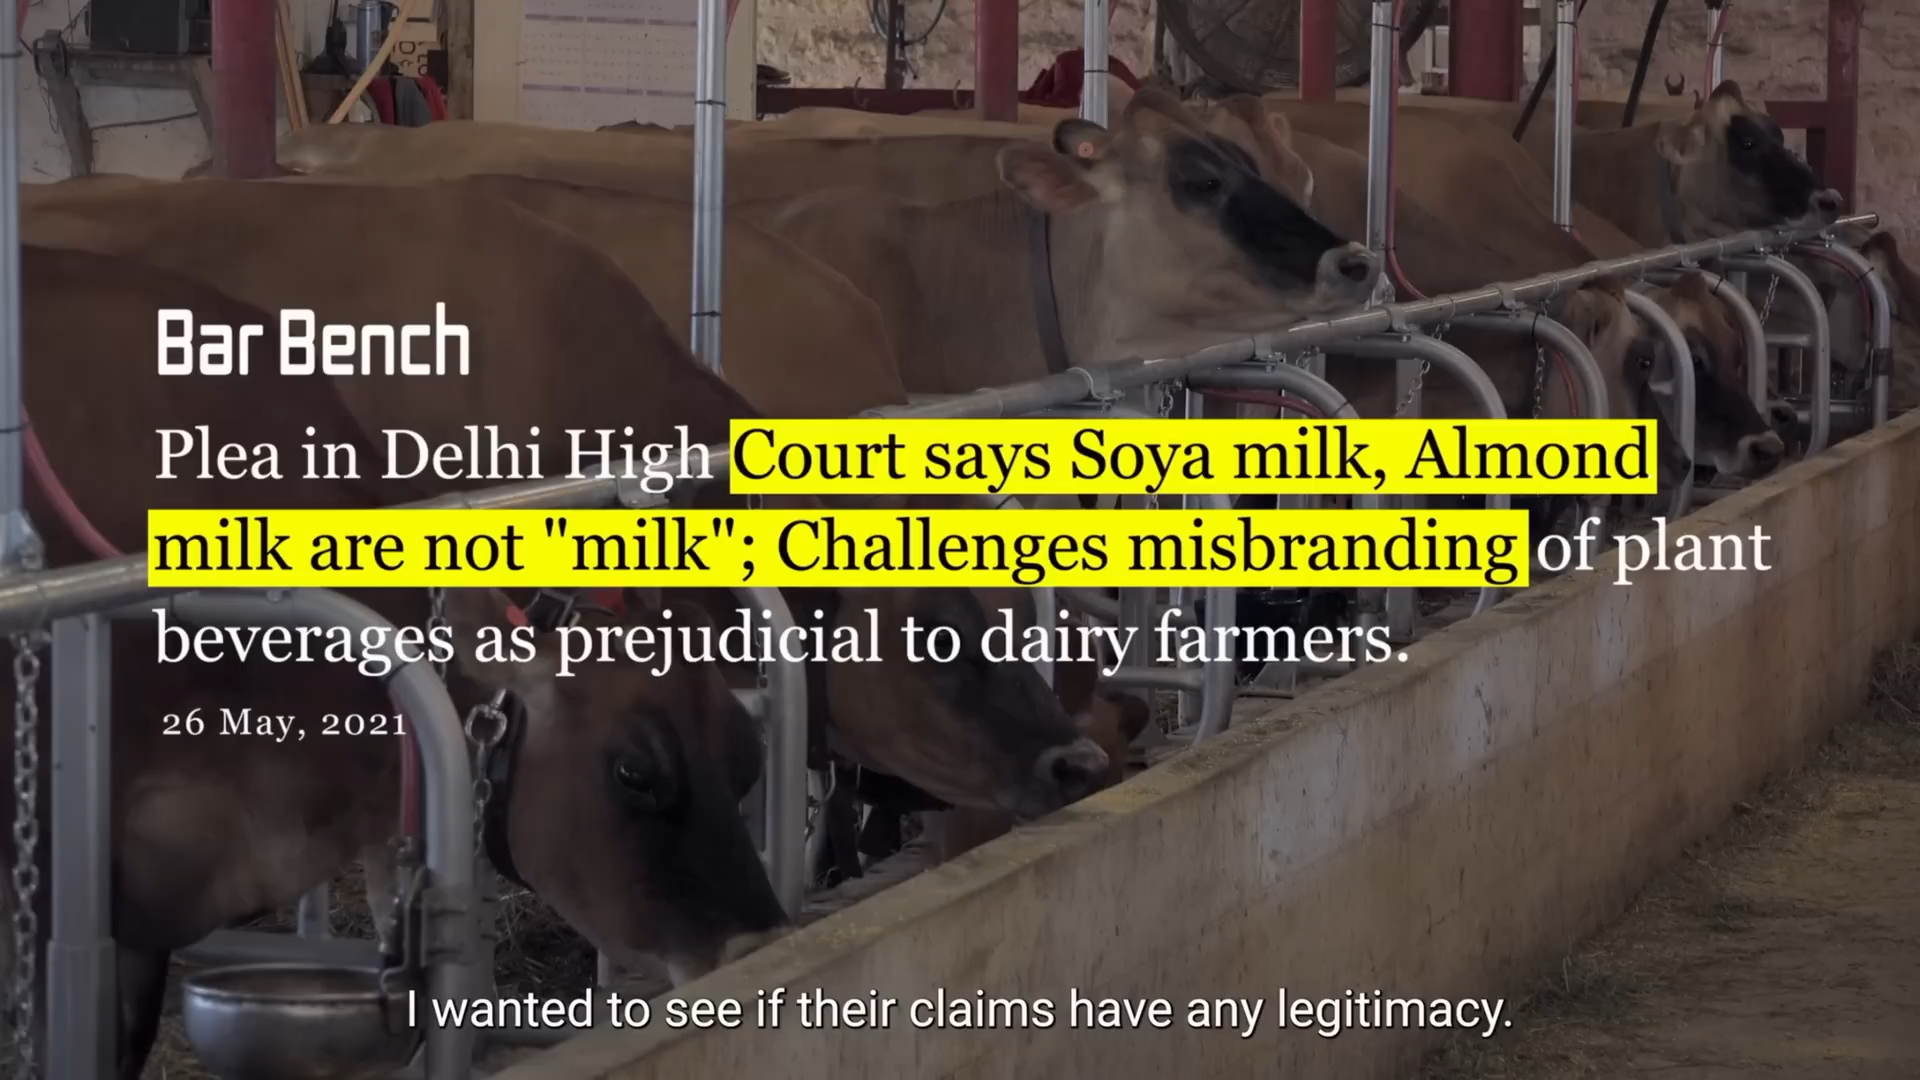 Bar Bench
Plea in Delhi High Court says Soya milk, Almond
milk are not "milk"; Challenges misbranding of plant
beverages as prejudicial to dairy farmers.
26 May, 2021
I wanted to see if their claims have any legitimacy.